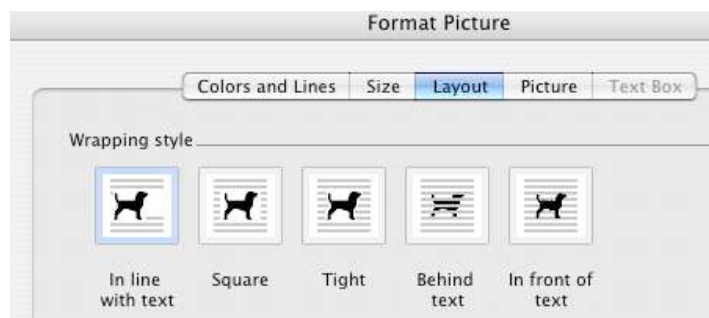 Format Picture
Colors and Lines Size Layout Picture Text Box
Wrapping style
In line with text
Square
Tight
Behind text
In front of text